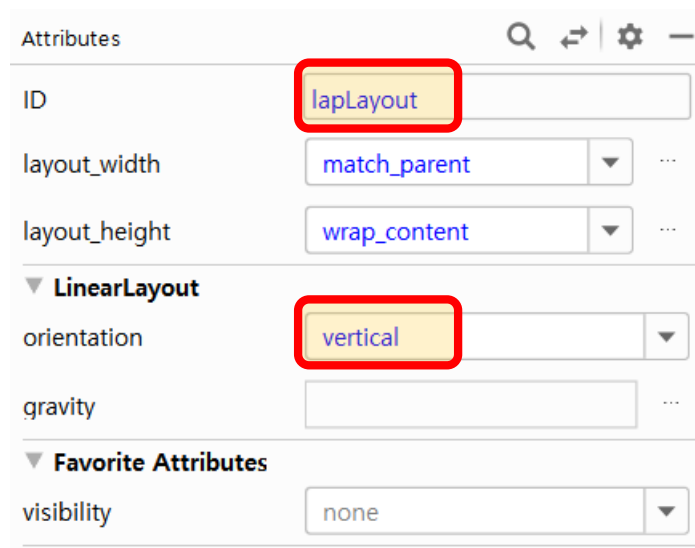 Attributes
ID lapLayout
layout_width match_parent ...
layout_height wrap_content ...
LinearLayout
orientation vertical
gravity ...
Favorite Attributes
visibility none